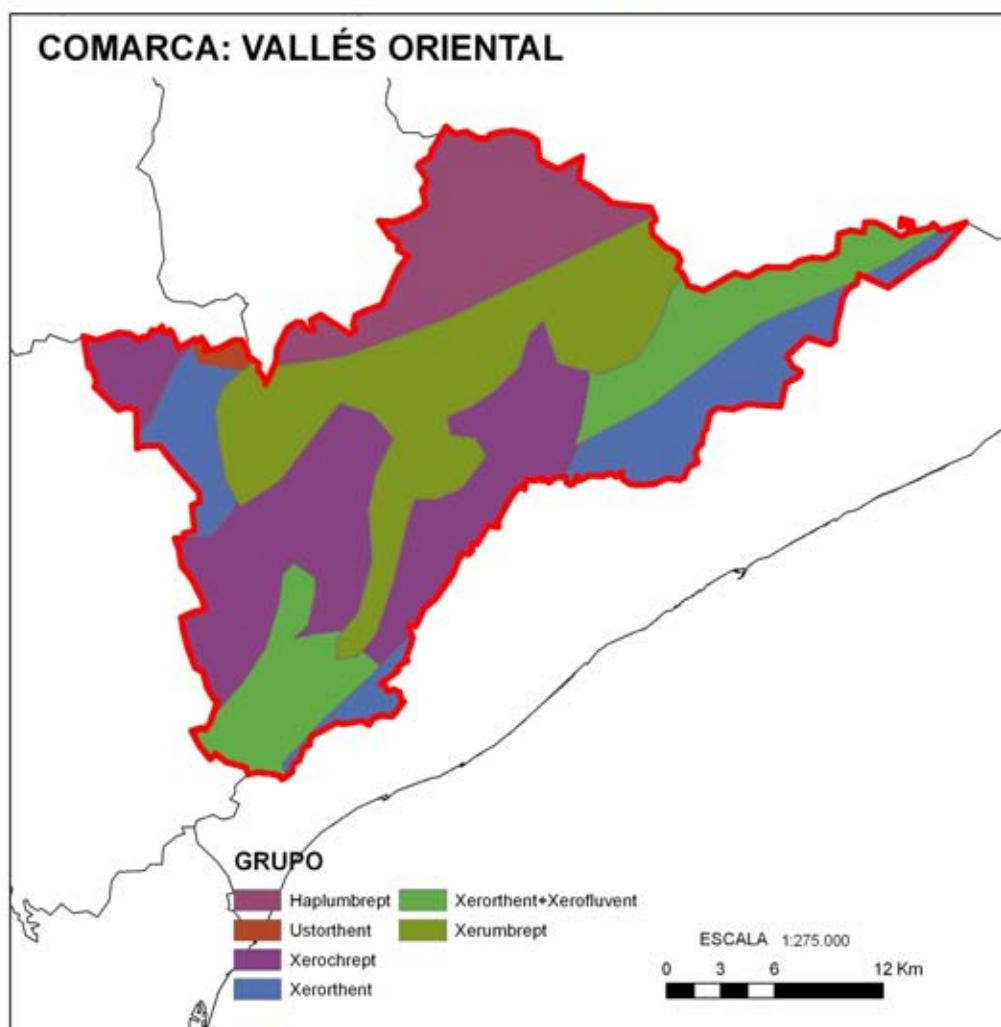 COMARCA: VALLÉS ORIENTAL
GRUPO
Haplumbrept
Ustorthent
Xerochrept
Xerorthent
Xerorthent+Xerofluvent
Xerumbrept
ESCALA 1:275.000
0 3 6 12 Km